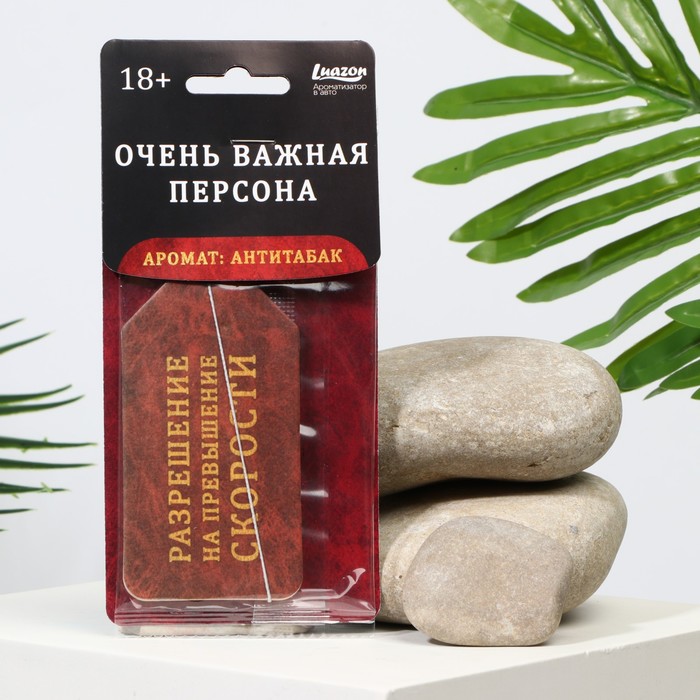 18+
Luazon
Ароматизатор
в авто
ОЧЕНЬ ВАЖНАЯ
ПЕРСОНА
АРОМАТ: АНТИТАБАК
РАЗРЕШЕНИЕ
НА ПРЕВЫШЕНИЕ
СКОРОСТИ